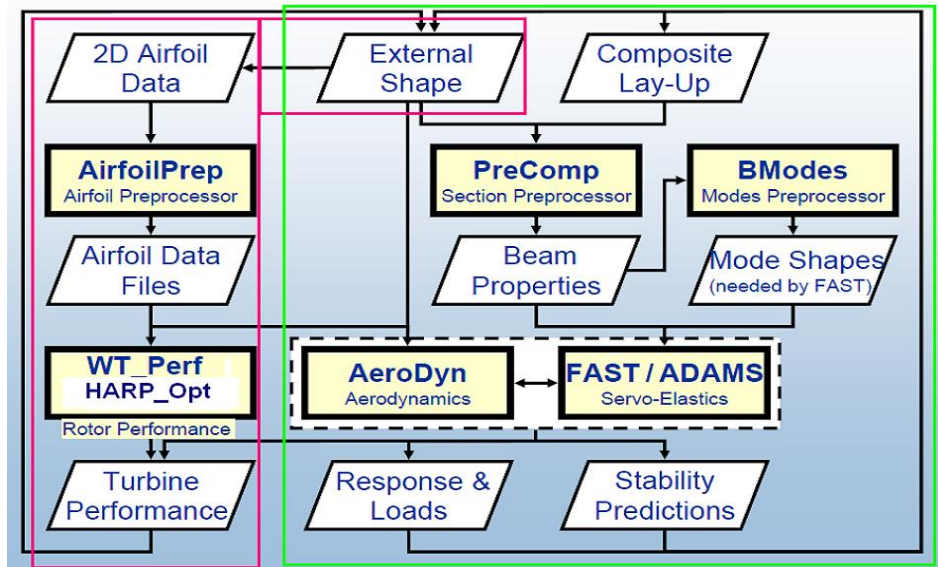 2D Airfoil
Data
External
Shape
Composite
Lay-Up
AirfoilPrep
Airfoil Preprocessor
PreComp
Section Preprocessor
BModes
Modes Preprocessor
Airfoil Data
Files
Beam
Properties
Mode Shapes
(needed by FAST)
WT_Perf
HARP_Opt
Rotor Performance
AeroDyn
Aerodynamics
FAST / ADAMS
Servo-Elastics
Turbine
Performance
Response &
Loads
Stability
Predictions